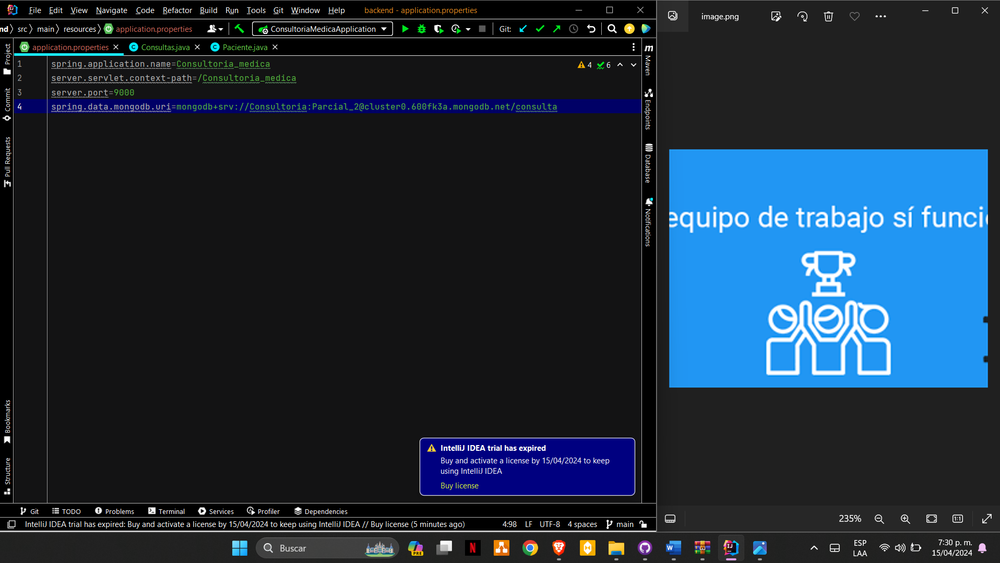 File Edit View Navigate Code Refactor Build Run Tools Git Window Help backend - application.properties
nd src main resources application.properties ConsultoriaMedicaApplication Git:
application.properties Consultas.java Paciente.java
1 spring.application.name=Consultoria_medica
2 server.servlet.context-path=/Consultoria_medica
3 server.port=9000
4 spring.data.mongodb.uri=mongodb+srv://Consultoria:Parcial_2@cluster0.600fk3a.mongodb.net/consulta
4 6
Project
Commit
Pull Requests
Bookmarks
Structure
m Maven
Endpoints
Database
Notifications
IntelliJ IDEA trial has expired
Buy and activate a license by 15/04/2024 to keep
using IntelliJ IDEA
Buy license
Git TODO Problems Terminal Services Profiler Dependencies
IntelliJ IDEA trial has expired: Buy and activate a license by 15/04/2024 to keep using IntelliJ IDEA // Buy license (5 minutes ago) 4:98 LF UTF-8 4 spaces main
image.png
equipo de trabajo sí funcio
235% 1:1
Buscar
PRE
N
W
IJ
ESP
LAA
7:30 p. m.
15/04/2024